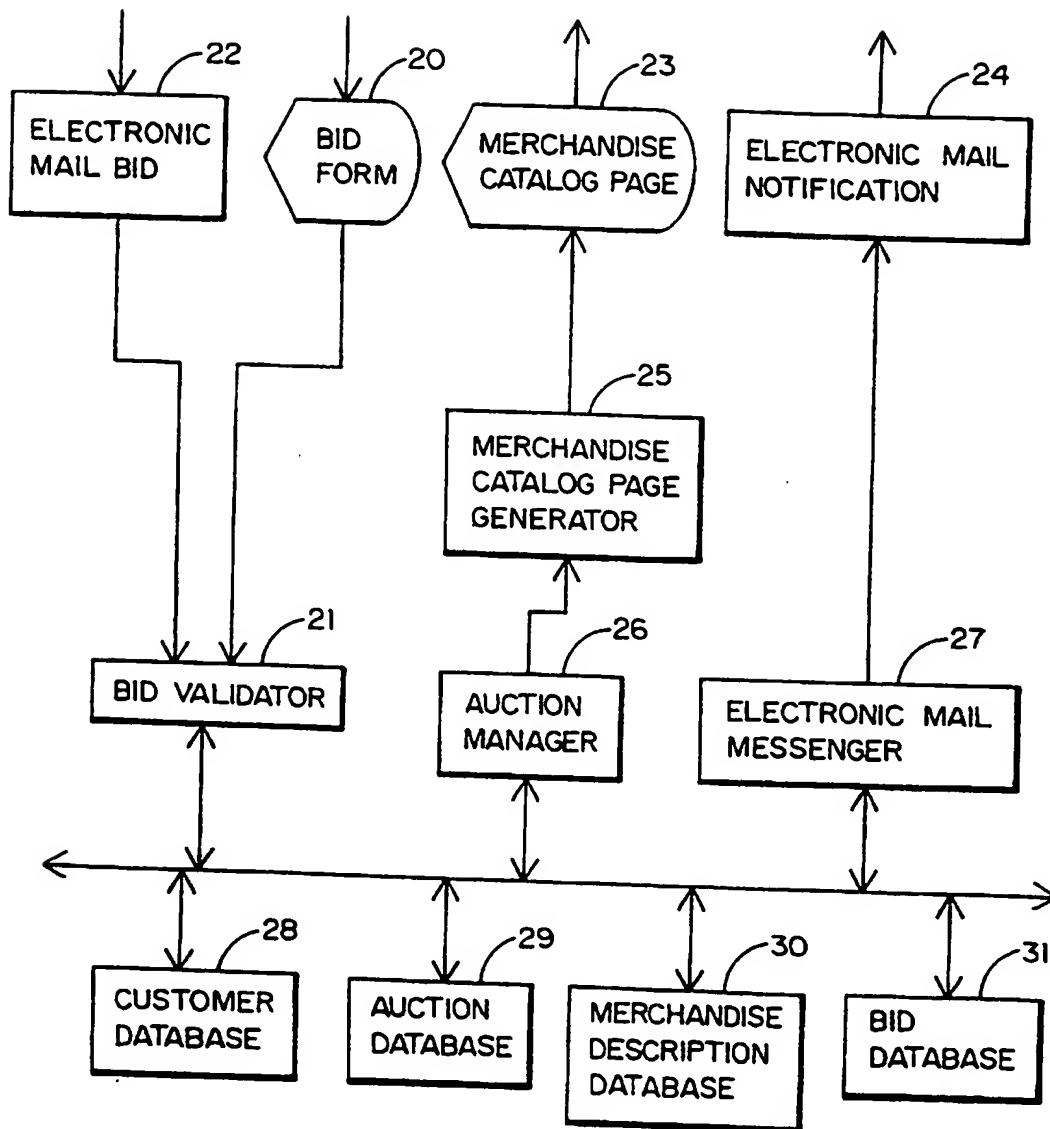 22
20
23
24
ELECTRONIC
MAIL BID
BID
FORM
MERCHANDISE
CATALOG PAGE
ELECTRONIC MAIL
NOTIFICATION
25
MERCHANDISE
CATALOG PAGE
GENERATOR
21
BID VALIDATOR
26
AUCTION
MANAGER
27
ELECTRONIC MAIL
MESSENGER
28
CUSTOMER
DATABASE
29
AUCTION
DATABASE
30
MERCHANDISE
DESCRIPTION
DATABASE
31
BID
DATABASE